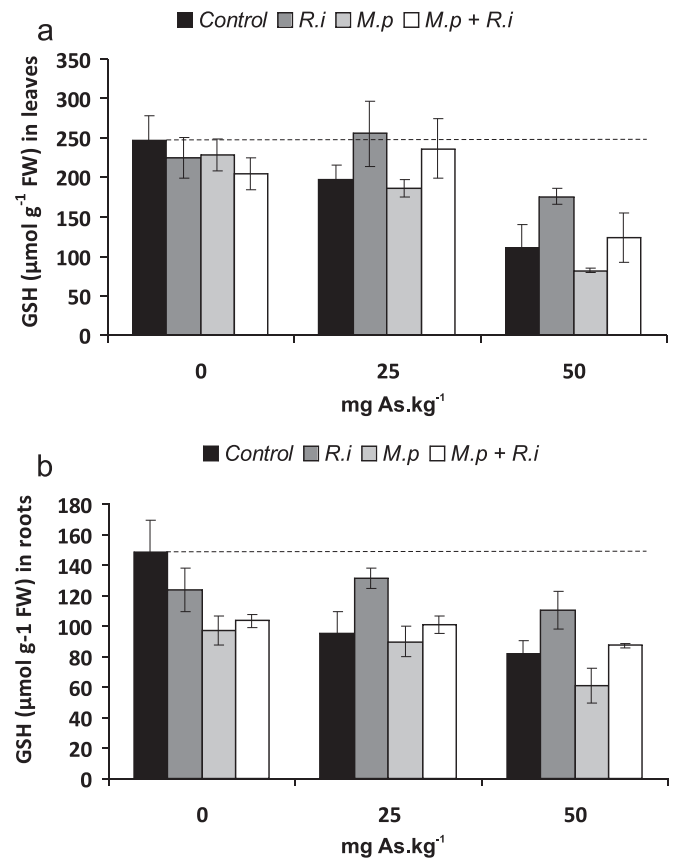 a
Control R.i M.p M.p + R.i
GSH (µmol g⁻¹ FW) in leaves
350
300
250
200
150
100
50
0
0 25 50
mg As.kg⁻¹
b
Control R.i M.p M.p + R.i
GSH (µmol g-1 FW) in roots
180
160
140
120
100
80
60
40
20
0
0 25 50
mg As.kg⁻¹